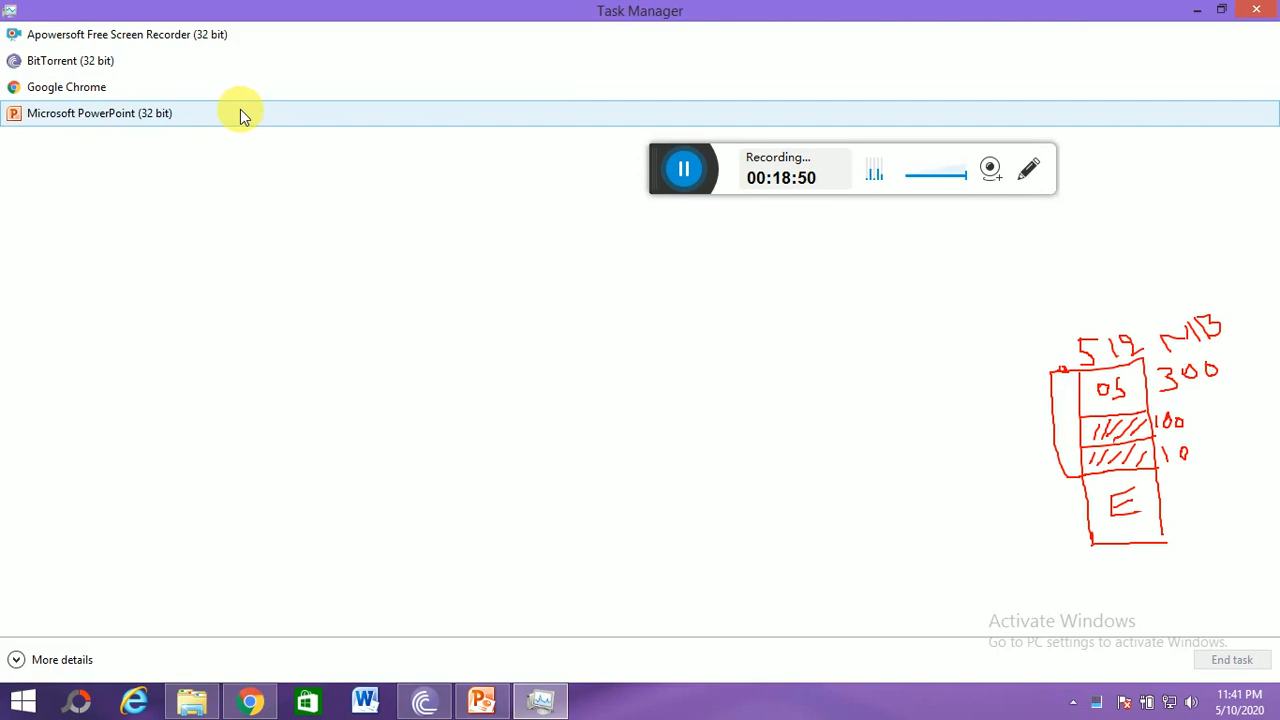 Task Manager
Apowersoft Free Screen Recorder (32 bit)
BitTorrent (32 bit)
Google Chrome
Microsoft PowerPoint (32 bit)
Recording...
00:18:50
512 MB
OS 300
100
10
E
Activate Windows
Go to PC settings to activate Windows.
More details
End task
11:41 PM
5/10/2020